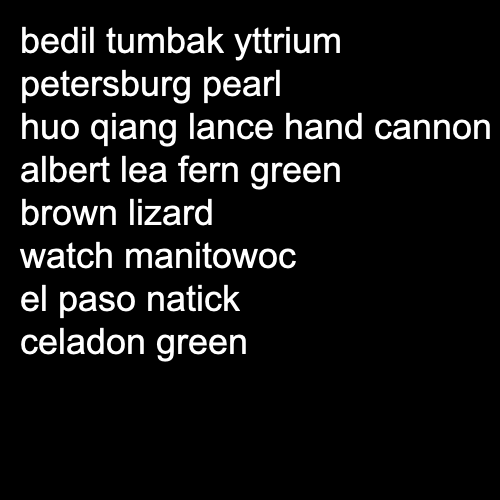 bedil tumbak yttrium
petersburg pearl
huo qiang lance hand cannon
albert lea fern green
brown lizard
watch manitowoc
el paso natick
celadon green